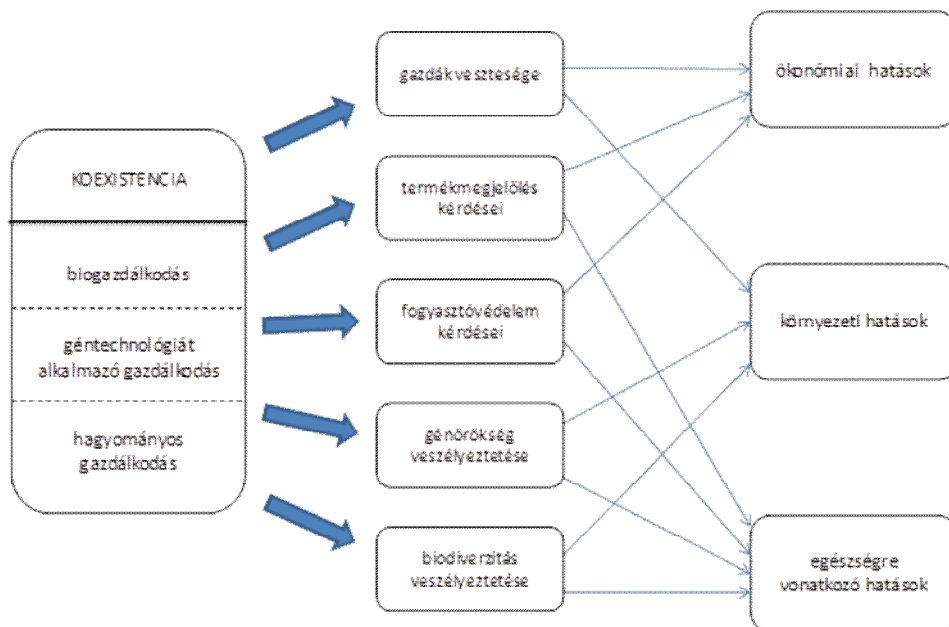 KOEXISTENCIA
biogazdálkodás
géntechnológiát
alkalmazó gazdálkodás
hagyományos
gazdálkodás
gazdák vesztesége
termékmegjelölés
kérdései
fogyasztóvédelem
kérdései
génörökség
veszélyeztetése
biodiverzitás
veszélyeztetése
ökonómiai hatások
környezeti hatások
egészségre
vonatkozó hatások